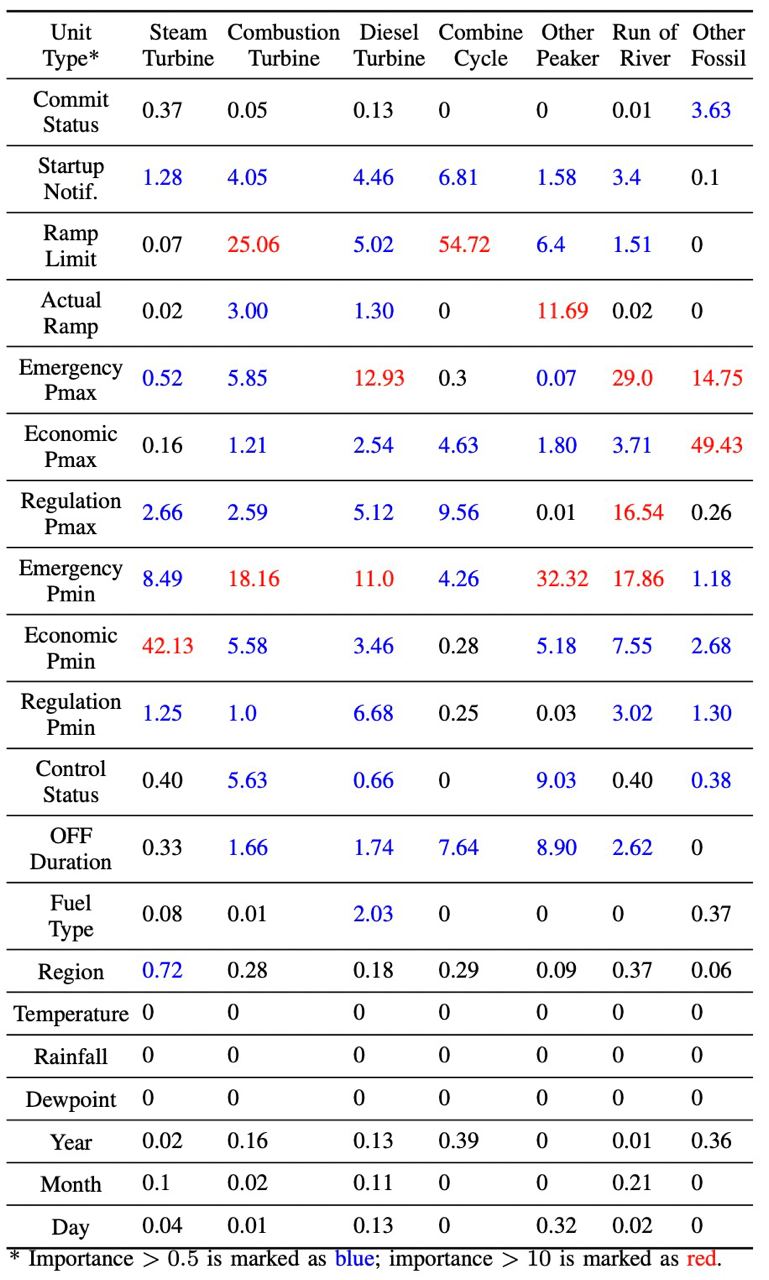 Unit Steam Combustion Diesel Combine Other Run of Other
Type* Turbine Turbine Turbine Cycle Peaker River Fossil
Commit
Status 0.37 0.05 0.13 0 0 0.01 3.63
Startup
Notif. 1.28 4.05 4.46 6.81 1.58 3.4 0.1
Ramp
Limit 0.07 25.06 5.02 54.72 6.4 1.51 0
Actual
Ramp 0.02 3.00 1.30 0 11.69 0.02 0
Emergency
Pmax 0.52 5.85 12.93 0.3 0.07 29.0 14.75
Economic
Pmax 0.16 1.21 2.54 4.63 1.80 3.71 49.43
Regulation
Pmax 2.66 2.59 5.12 9.56 0.01 16.54 0.26
Emergency
Pmin 8.49 18.16 11.0 4.26 32.32 17.86 1.18
Economic
Pmin 42.13 5.58 3.46 0.28 5.18 7.55 2.68
Regulation
Pmin 1.25 1.0 6.68 0.25 0.03 3.02 1.30
Control
Status 0.40 5.63 0.66 0 9.03 0.40 0.38
OFF
Duration 0.33 1.66 1.74 7.64 8.90 2.62 0
Fuel
Type 0.08 0.01 2.03 0 0 0 0.37
Region 0.72 0.28 0.18 0.29 0.09 0.37 0.06
Temperature 0 0 0 0 0 0 0
Rainfall 0 0 0 0 0 0 0
Dewpoint 0 0 0 0 0 0 0
Year 0.02 0.16 0.13 0.39 0 0.01 0.36
Month 0.1 0.02 0.11 0 0 0.21 0
Day 0.04 0.01 0.13 0 0.32 0.02 0
* Importance > 0.5 is marked as blue; importance > 10 is marked as red.